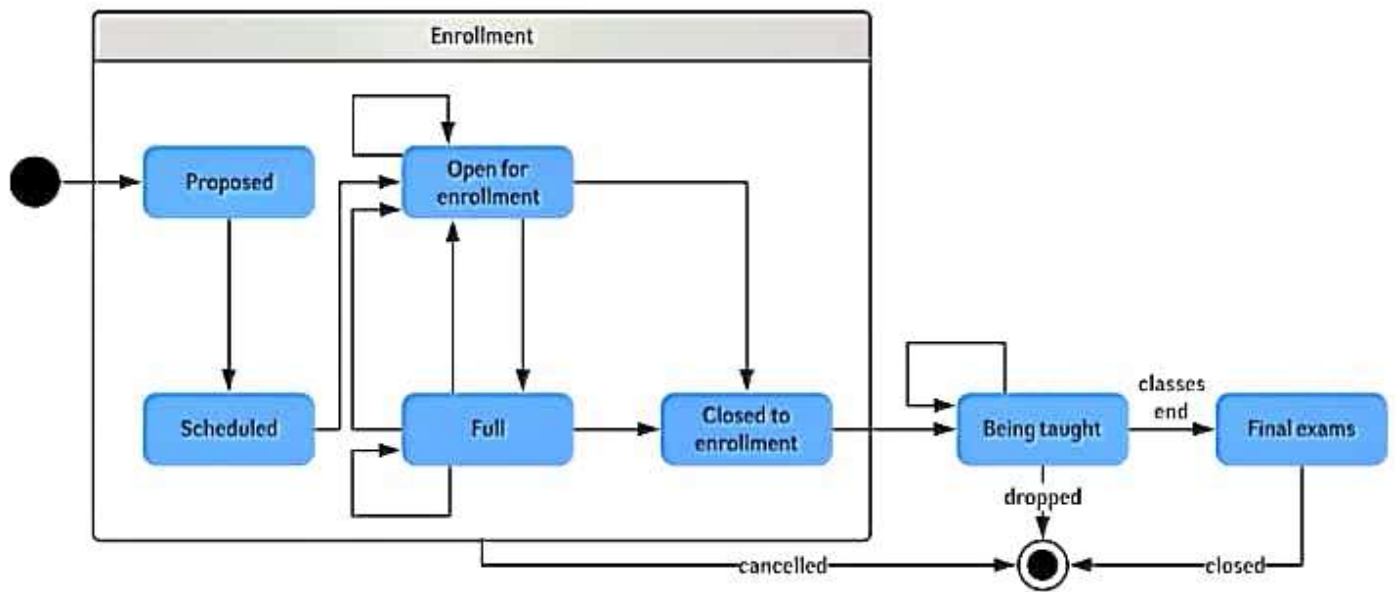 Enrollment
Proposed
Open for
enrollment
Scheduled
Full
Closed to
enrollment
Being taught
classes
end
Final exams
dropped
cancelled
closed